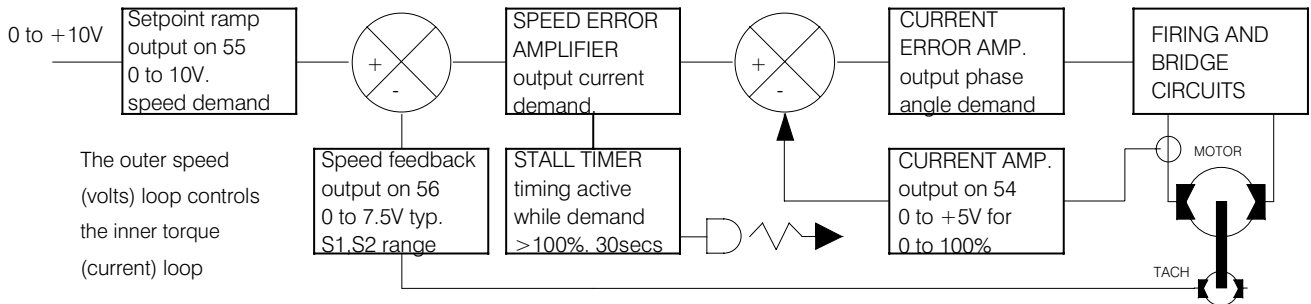 0 to +10V
Setpoint ramp
output on 55
0 to 10V.
speed demand
+
-
SPEED ERROR
AMPLIFIER
output current
demand.
+
-
CURRENT
ERROR AMP.
output phase
angle demand
FIRING AND
BRIDGE
CIRCUITS
The outer speed
(volts) loop controls
the inner torque
(current) loop
Speed feedback
output on 56
0 to 7.5V typ.
S1,S2 range
STALL TIMER
timing active
while demand
>100%. 30secs
CURRENT AMP.
output on 54
0 to +5V for
0 to 100%
MOTOR
TACH